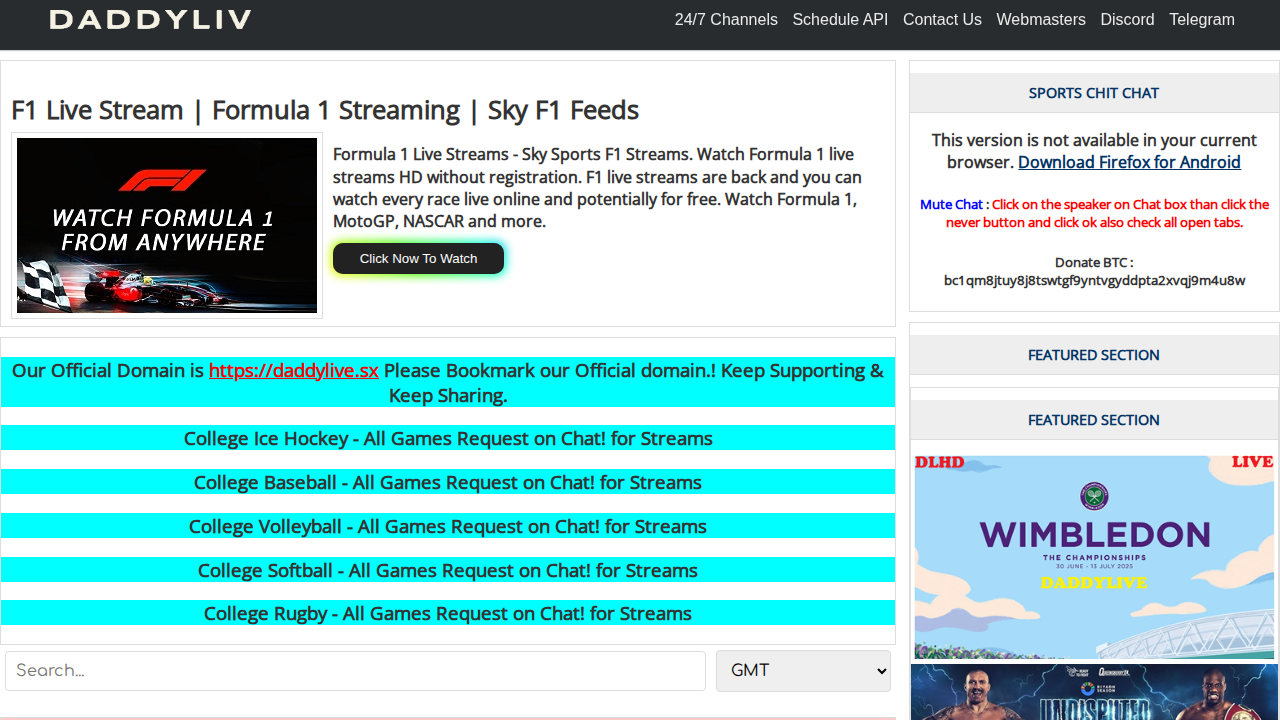 DADDYLIV
24/7 Channels Schedule API Contact Us Webmasters Discord Telegram
F1 Live Stream | Formula 1 Streaming | Sky F1 Feeds
WATCH FORMULA 1
FROM ANYWHERE
Formula 1 Live Streams - Sky Sports F1 Streams. Watch Formula 1 live
streams HD without registration. F1 live streams are back and you can
watch every race live online and potentially for free. Watch Formula 1,
MotoGP, NASCAR and more.
Click Now To Watch
Our Official Domain is https://daddylive.sx Please Bookmark our Official domain.! Keep Supporting &
Keep Sharing.
College Ice Hockey - All Games Request on Chat! for Streams
College Baseball - All Games Request on Chat! for Streams
College Volleyball - All Games Request on Chat! for Streams
College Softball - All Games Request on Chat! for Streams
College Rugby - All Games Request on Chat! for Streams
Search...
GMT
SPORTS CHIT CHAT
This version is not available in your current
browser. Download Firefox for Android
Mute Chat : Click on the speaker on Chat box than click the
never button and click ok also check all open tabs.
Donate BTC :
bc1qm8jtuy8j8tswtgf9yntvgyddpta2xvqj9m4u8w
FEATURED SECTION
FEATURED SECTION
DLHD LIVE
WIMBLEDON
THE CHAMPIONSHIPS
30 JUNE - 13 JULY 2025
DADDYLIVE
RIYADH
SEASON
UNDISPUTED